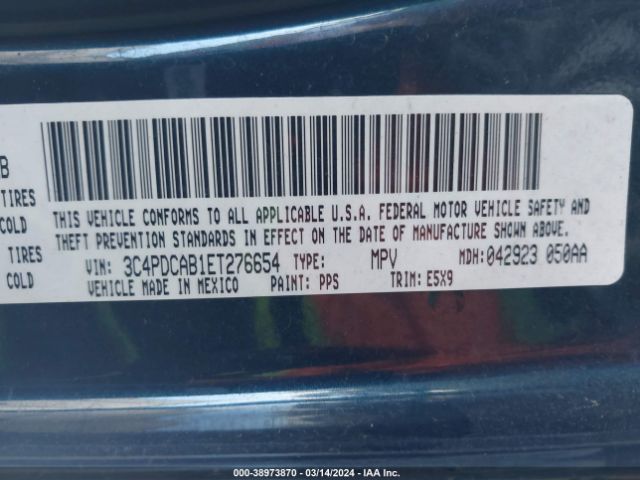 B
TIRES
COLD
TIRES
COLD
THIS VEHICLE CONFORMS TO ALL APPLICABLE U.S.A. FEDERAL MOTOR VEHICLE SAFETY AND
THEFT PREVENTION STANDARDS IN EFFECT ON THE DATE OF MANUFACTURE SHOWN ABOVE.
VIN: 3C4PDCAB1ET276654 TYPE: MPV MDH: 042923 050AA
VEHICLE MADE IN MEXICO PAINT: PPS TRIM: E5X9
000-38973870 - 03/14/2024 - IAA Inc.